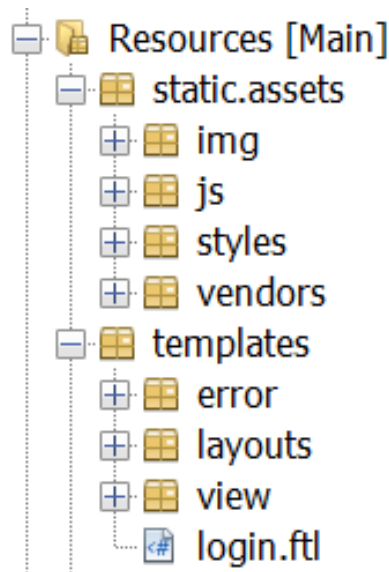 Resources [Main]
static.assets
img
js
styles
vendors
templates
error
layouts
view
login.ftl